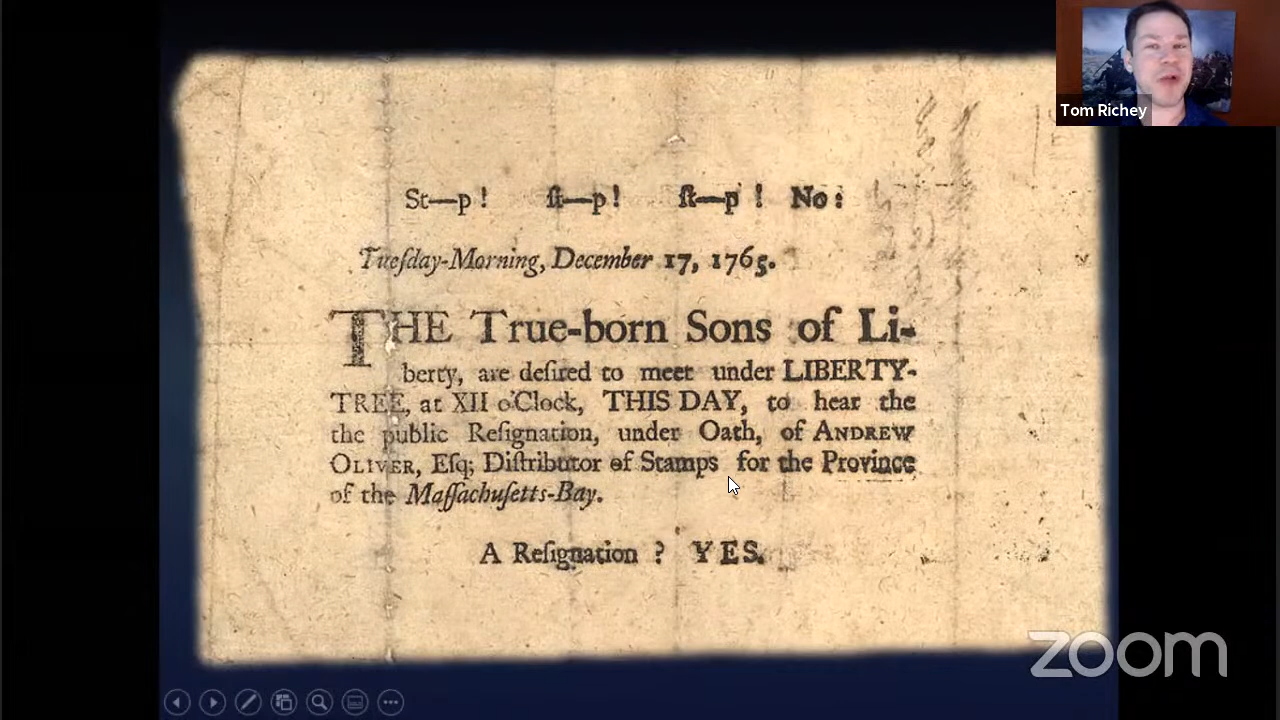 Tom Richey
St—p! ſt—p! ſt—p! No:
Tueſday-Morning, December 17, 1765.
THE True-born Sons of Li-
berty, are deſired to meet under LIBERTY-
TREE, at XII o'Clock, THIS DAY, to hear the
the public Reſignation, under Oath, of ANDREW
OLIVER, Eſq; Diſtributor of Stamps for the Province
of the Maſſachuſetts-Bay.
A Reſignation ? YES.
zoom